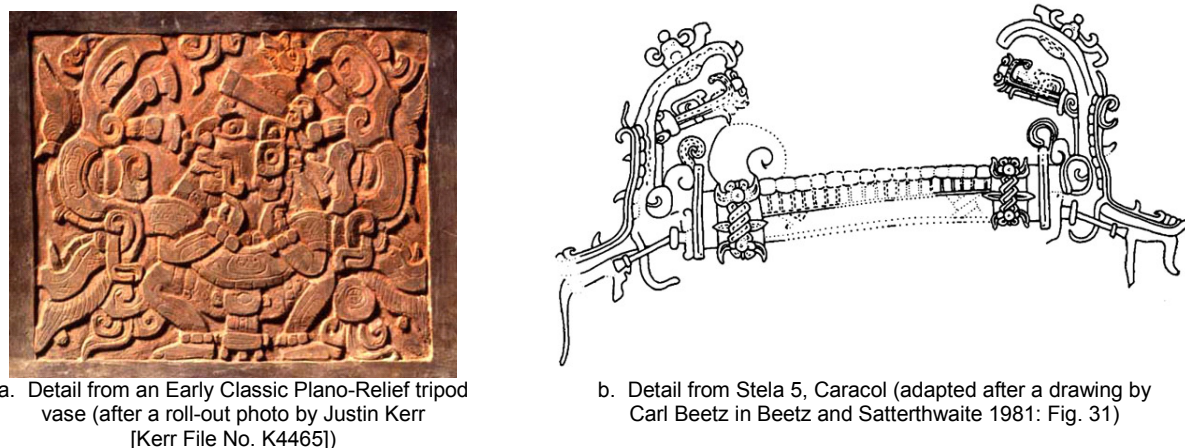 a. Detail from an Early Classic Plano-Relief tripod
vase (after a roll-out photo by Justin Kerr
[Kerr File No. K4465])
b. Detail from Stela 5, Caracol (adapted after a drawing by
Carl Beetz in Beetz and Satterthwaite 1981: Fig. 31)